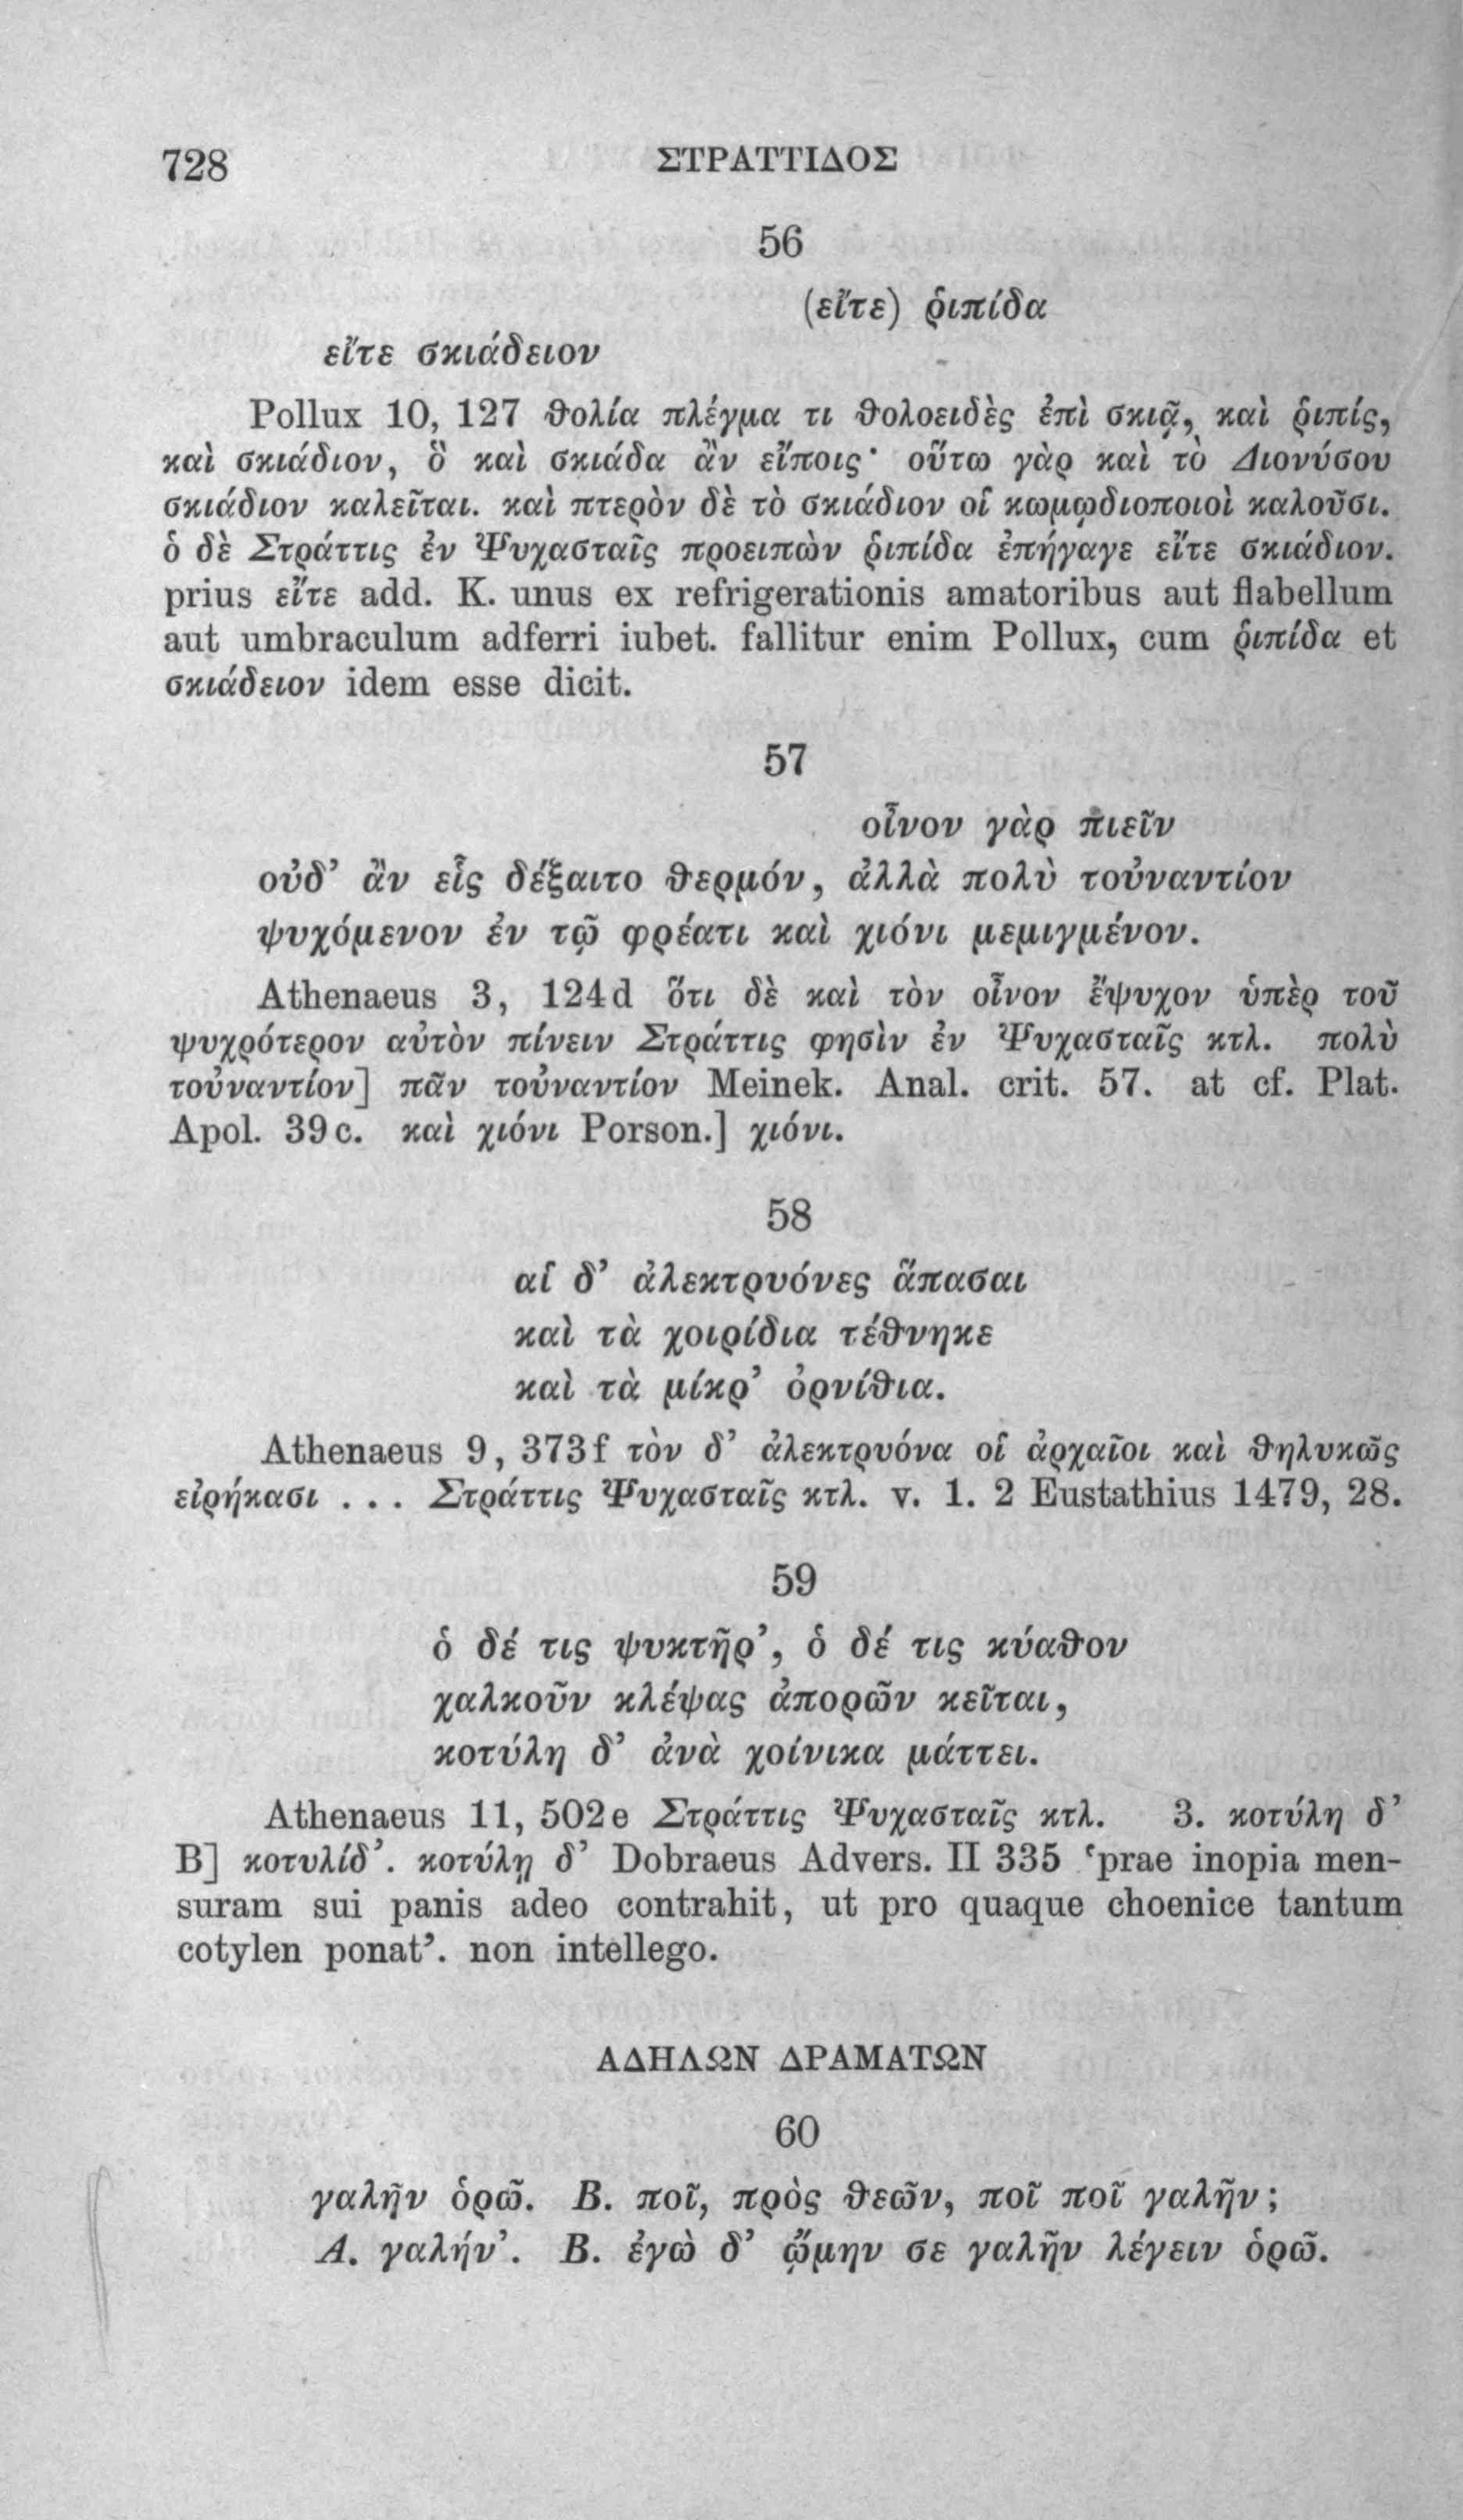 728 ΣΤΡΑΤΤΙΔΟΣ
56
(εἴτε) ῥιπίδα
εἴτε σκιάδειον
Pollux 10, 127 θολία πλέγμα τι θολοειδὲς ἐπὶ σκιᾷ, καὶ ῥιπίς,
καὶ σκιάδιον, ὃ καὶ σκιάδα ἂν εἴποις· οὕτω γὰρ καὶ τὸ Διονύσου
σκιάδιον καλεῖται. καὶ πτερὸν δὲ τὸ σκιάδιον οἱ κωμῳδιοποιοὶ καλοῦσι.
ὁ δὲ Στράττις ἐν Ψυχασταῖς προειπὼν ῥιπίδα ἐπήγαγε εἴτε σκιάδιον.
prius εἴτε add. K. unus ex refrigerationis amatoribus aut flabellum
aut umbraculum adferri iubet. fallitur enim Pollux, cum ῥιπίδα et
σκιάδειον idem esse dicit.
57
οἶνον γὰρ πιεῖν
οὐδ’ ἂν εἷς δέξαιτο θερμόν, ἀλλὰ πολὺ τοὐναντίον
ψυχόμενον ἐν τῷ φρέατι καὶ χιόνι μεμιγμένον.
Athenaeus 3, 124d ὅτι δὲ καὶ τὸν οἶνον ἔψυχον ὑπὲρ τοῦ
ψυχρότερον αὐτὸν πίνειν Στράττις φησὶν ἐν Ψυχασταῖς κτλ. πολὺ
τοὐναντίον] πᾶν τοὐναντίον Meinek. Anal. crit. 57. at cf. Plat.
Apol. 39 c. καὶ χιόνι Porson.] χιόνι.
58
αἱ δ’ ἀλεκτρυόνες ἅπασαι
καὶ τὰ χοιρίδια τέθνηκε
καὶ τὰ μίκρ’ ὀρνίθια.
Athenaeus 9, 373f τὸν δ’ ἀλεκτρυόνα οἱ ἀρχαῖοι καὶ θηλυκῶς
εἰρήκασι . . . Στράττις Ψυχασταῖς κτλ. v. 1. 2 Eustathius 1479, 28.
59
ὁ δέ τις ψυκτῆρ’, ὁ δέ τις κύαθον
χαλκοῦν κλέψας ἀπορῶν κεῖται,
κοτύλη δ’ ἀνὰ χοίνικα μάττει.
Athenaeus 11, 502e Στράττις Ψυχασταῖς κτλ. 3. κοτύλη δ’
B] κοτυλίδ’. κοτύλῃ δ’ Dobraeus Advers. II 335 ‘prae inopia men-
suram sui panis adeo contrahit, ut pro quaque choenice tantum
cotylen ponat’. non intellego.
ΑΔΗΛΩΝ ΔΡΑΜΑΤΩΝ
60
γαλῆν ὁρῶ. Β. ποῖ, πρὸς θεῶν, ποῖ ποῖ γαλῆν;
Α. γαλήν’. Β. ἐγὼ δ’ ᾤμην σε γαλῆν λέγειν ὁρῶ.